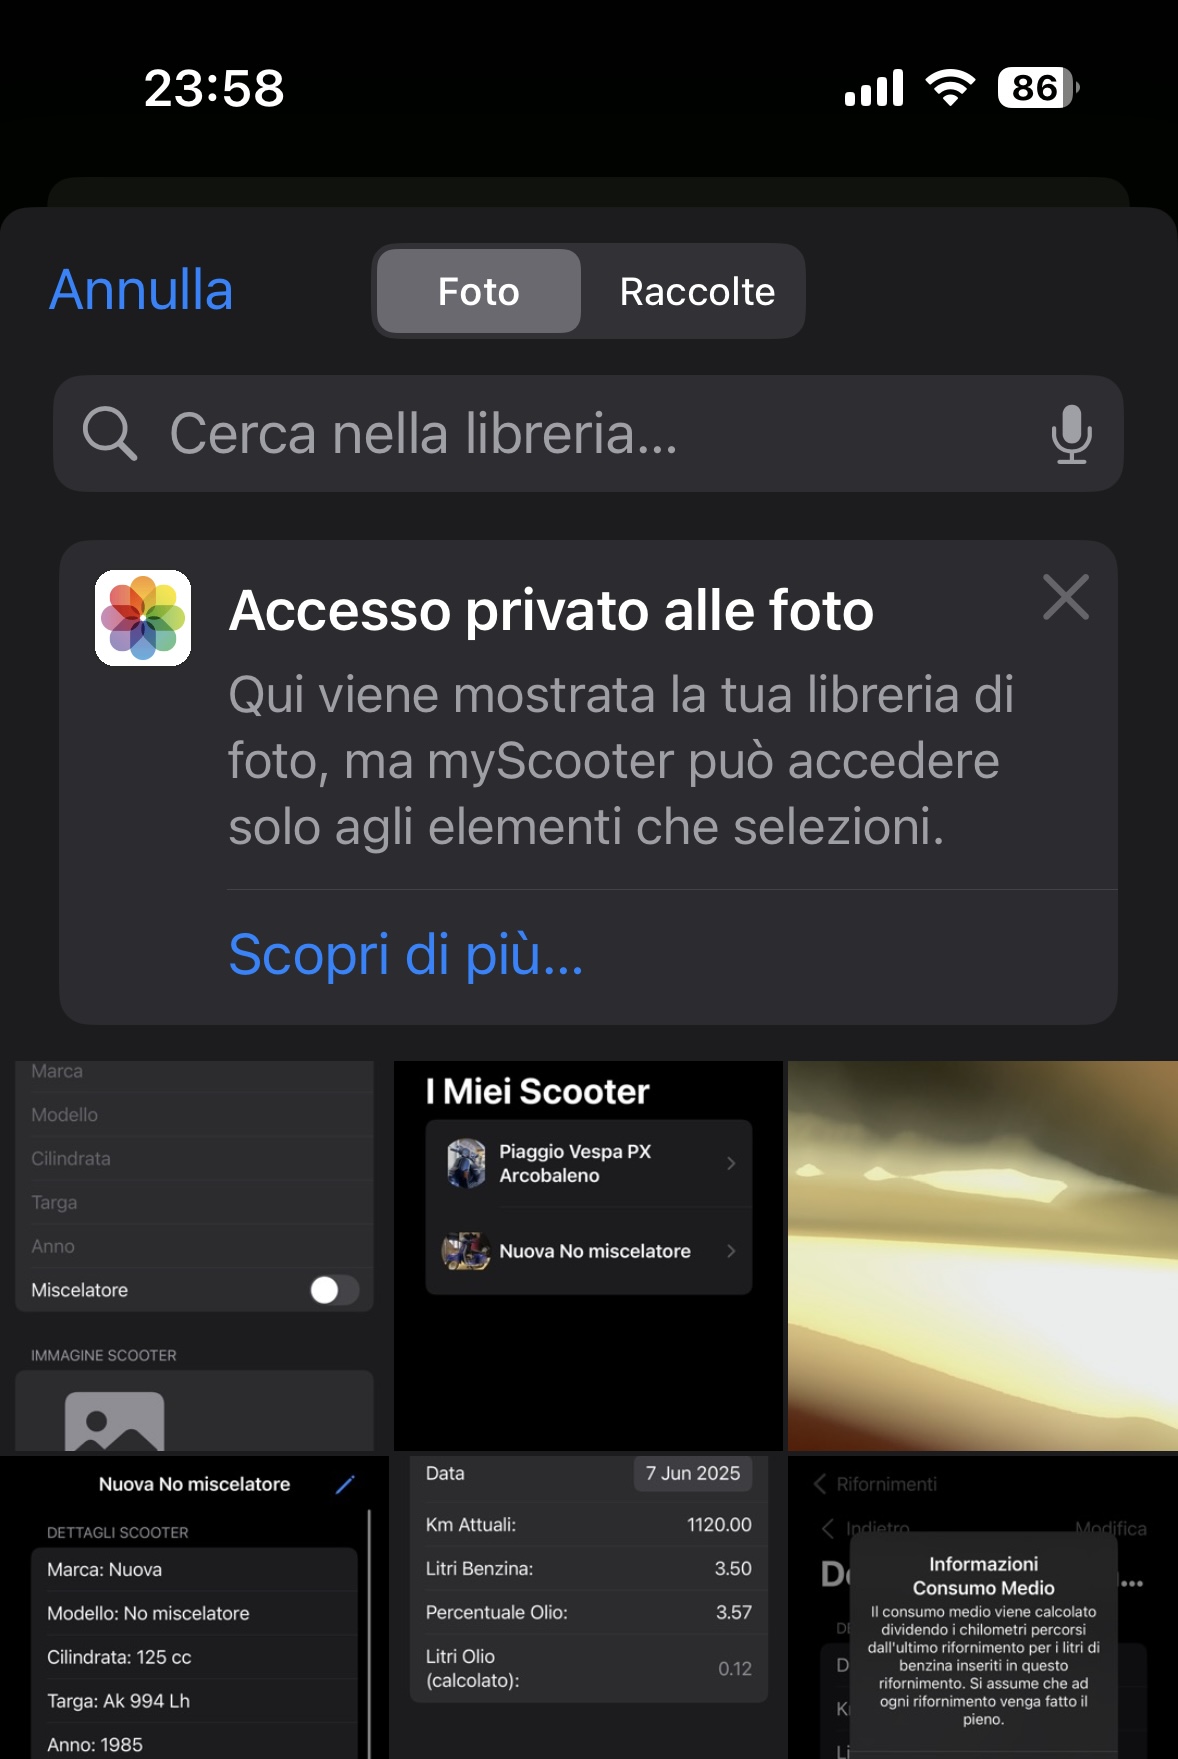 23:58
86
Annulla
Foto
Raccolte
Cerca nella libreria...
Accesso privato alle foto
Qui viene mostrata la tua libreria di
foto, ma myScooter può accedere
solo agli elementi che selezioni.
Scopri di più...
Marca
Modello
Cilindrata
Targa
Anno
Miscelatore
IMMAGINE SCOOTER
I Miei Scooter
Piaggio Vespa PX
Arcobaleno
Nuova No miscelatore
Nuova No miscelatore
DETTAGLI SCOOTER
Marca: Nuova
Modello: No miscelatore
Cilindrata: 125 cc
Targa: Ak 994 Lh
Anno: 1985
Data 7 Jun 2025
Km Attuali: 1120.00
Litri Benzina: 3.50
Percentuale Olio: 3.57
Litri Olio
(calcolato): 0.12
Rifornimenti
Indietro Modifica
Informazioni
Consumo Medio
Il consumo medio viene calcolato
dividendo i chilometri percorsi
dall'ultimo rifornimento per i litri di
benzina inseriti in questo
rifornimento. Si assume che ad
ogni rifornimento venga fatto il
pieno.